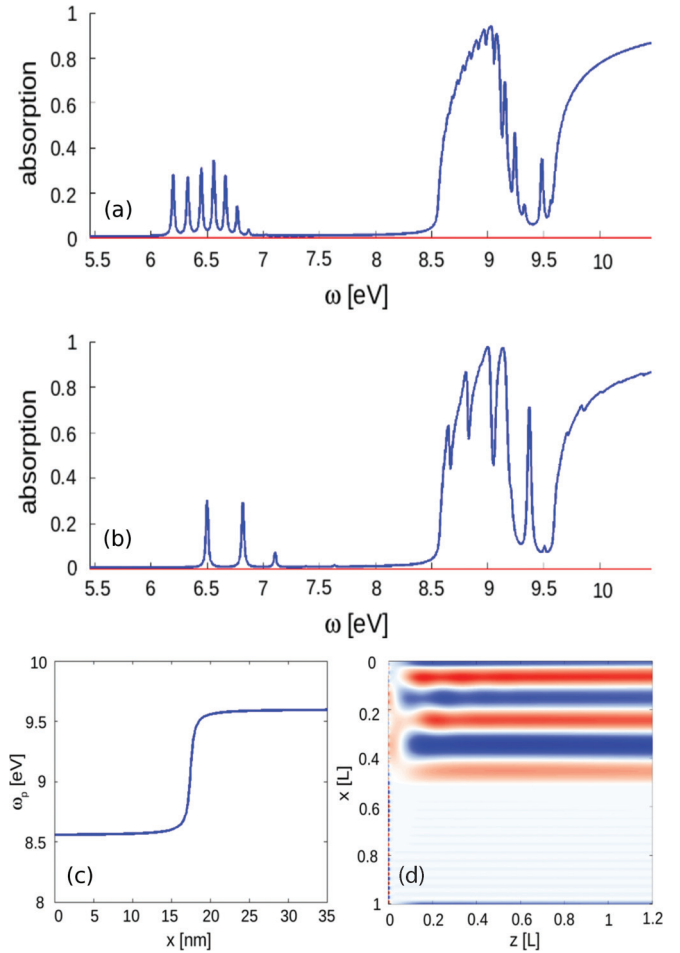 1
0.8
0.6
0.4
0.2
0
absorption
(a)
5.5 6 6.5 7 7.5 8 8.5 9 9.5 10
ω [eV]
1
0.8
0.6
0.4
0.2
0
absorption
(b)
5.5 6 6.5 7 7.5 8 8.5 9 9.5 10
ω [eV]
10
9.5
9
8.5
8
ωp [eV]
(c)
0 5 10 15 20 25 30 35
x [nm]
0
0.2
0.4
0.6
0.8
1
x [L]
(d)
0 0.2 0.4 0.6 0.8 1 1.2
z [L]